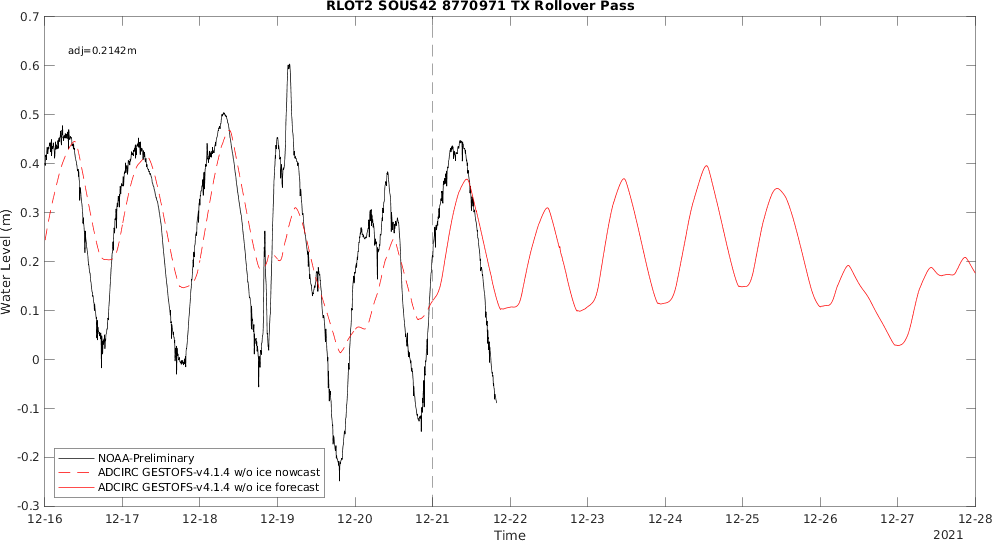 RLOT2 SOUS42 8770971 TX Rollover Pass
adj=0.2142m
0.7
0.6
0.5
0.4
0.3
0.2
0.1
0
-0.1
-0.2
-0.3
Water Level (m)
NOAA-Preliminary
ADCIRC GESTOFS-v4.1.4 w/o ice nowcast
ADCIRC GESTOFS-v4.1.4 w/o ice forecast
12-16 12-17 12-18 12-19 12-20 12-21 12-22 12-23 12-24 12-25 12-26 12-27 12-28
Time
2021